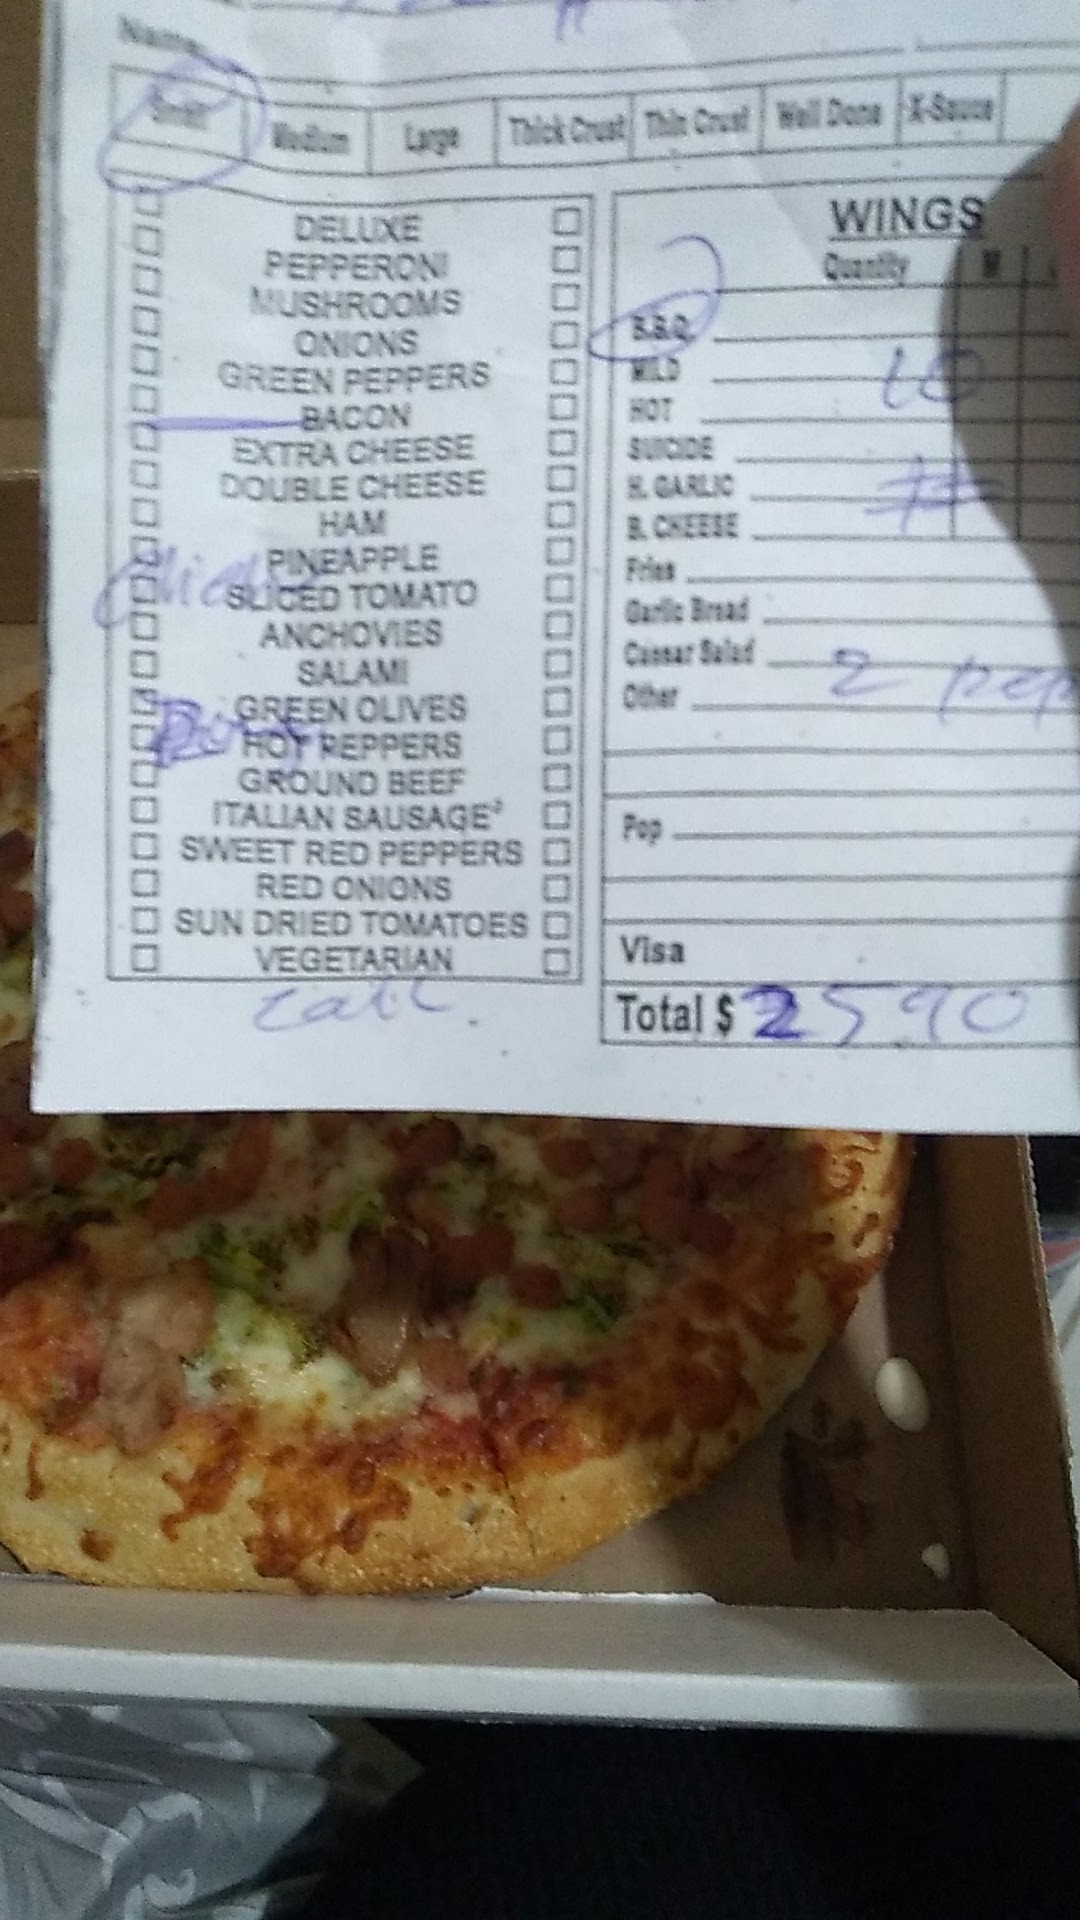 Name
Small Medium Large Thick Crust Thin Crust Well Done X-Sauce
DELUXE
PEPPERONI
MUSHROOMS
ONIONS
GREEN PEPPERS
BACON
EXTRA CHEESE
DOUBLE CHEESE
HAM
PINEAPPLE
SLICED TOMATO
ANCHOVIES
SALAMI
GREEN OLIVES
HOT PEPPERS
GROUND BEEF
ITALIAN SAUSAGE
SWEET RED PEPPERS
RED ONIONS
SUN DRIED TOMATOES
VEGETARIAN
WINGS
Quantity M
B.B.Q.
MILD 10
HOT
SUICIDE
H. GARLIC
B. CHEESE
Fries
Garlic Bread
Caesar Salad
Other 2 pep
Pop
Visa
Total $ 2590